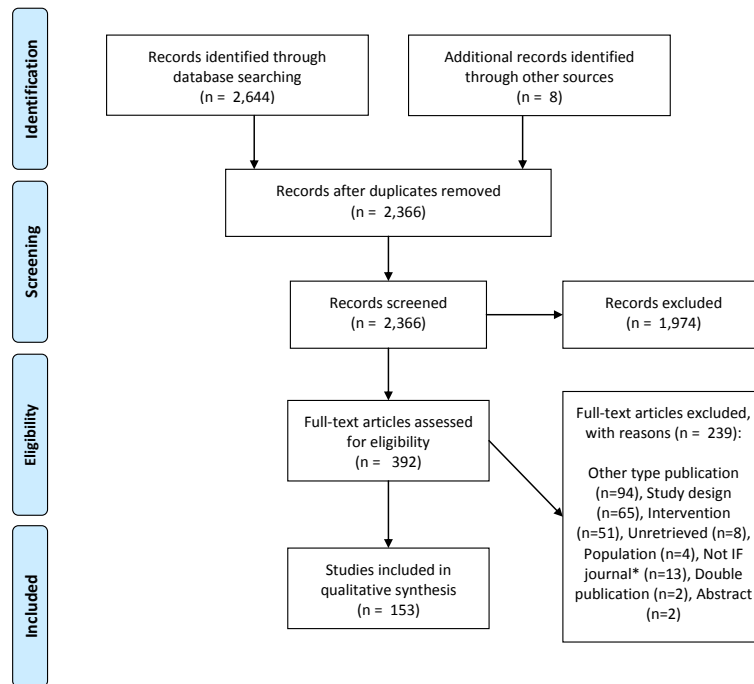 Identification
Records identified through
database searching
(n = 2,644)
Additional records identified
through other sources
(n = 8)
Records after duplicates removed
(n = 2,366)
Screening
Records screened
(n = 2,366)
Records excluded
(n = 1,974)
Eligibility
Full-text articles assessed
for eligibility
(n = 392)
Full-text articles excluded,
with reasons (n = 239):
Other type publication
(n=94), Study design
(n=65), Intervention
(n=51), Unretrieved (n=8),
Population (n=4), Not IF
journal* (n=13), Double
publication (n=2), Abstract
(n=2)
Included
Studies included in
qualitative synthesis
(n = 153)